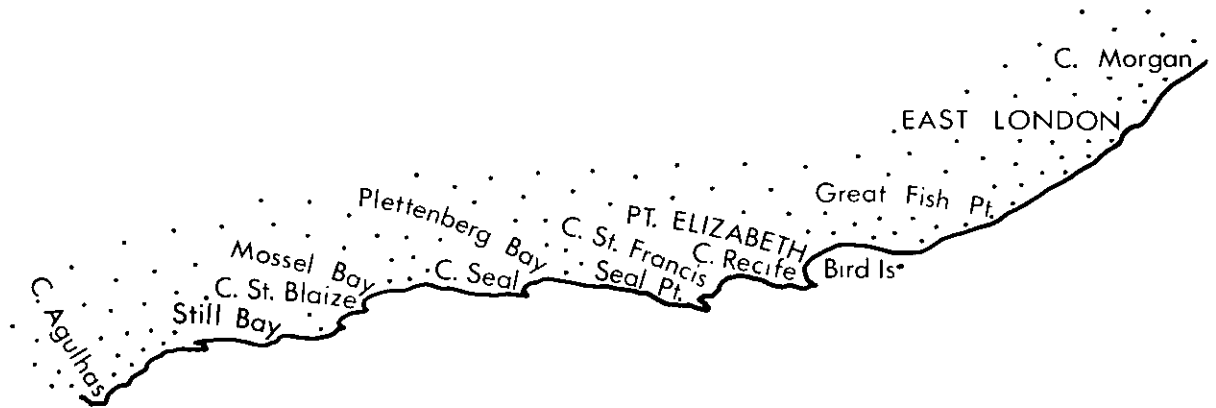 C. Morgan
EAST LONDON
Great Fish Pt.
PT. ELIZABETH
Plettenberg Bay
C. St. Francis
C. Recife
Bird Is
Mossel Bay
C. Seal
Seal Pt.
C. St. Blaize
Still Bay
C. Agulhas